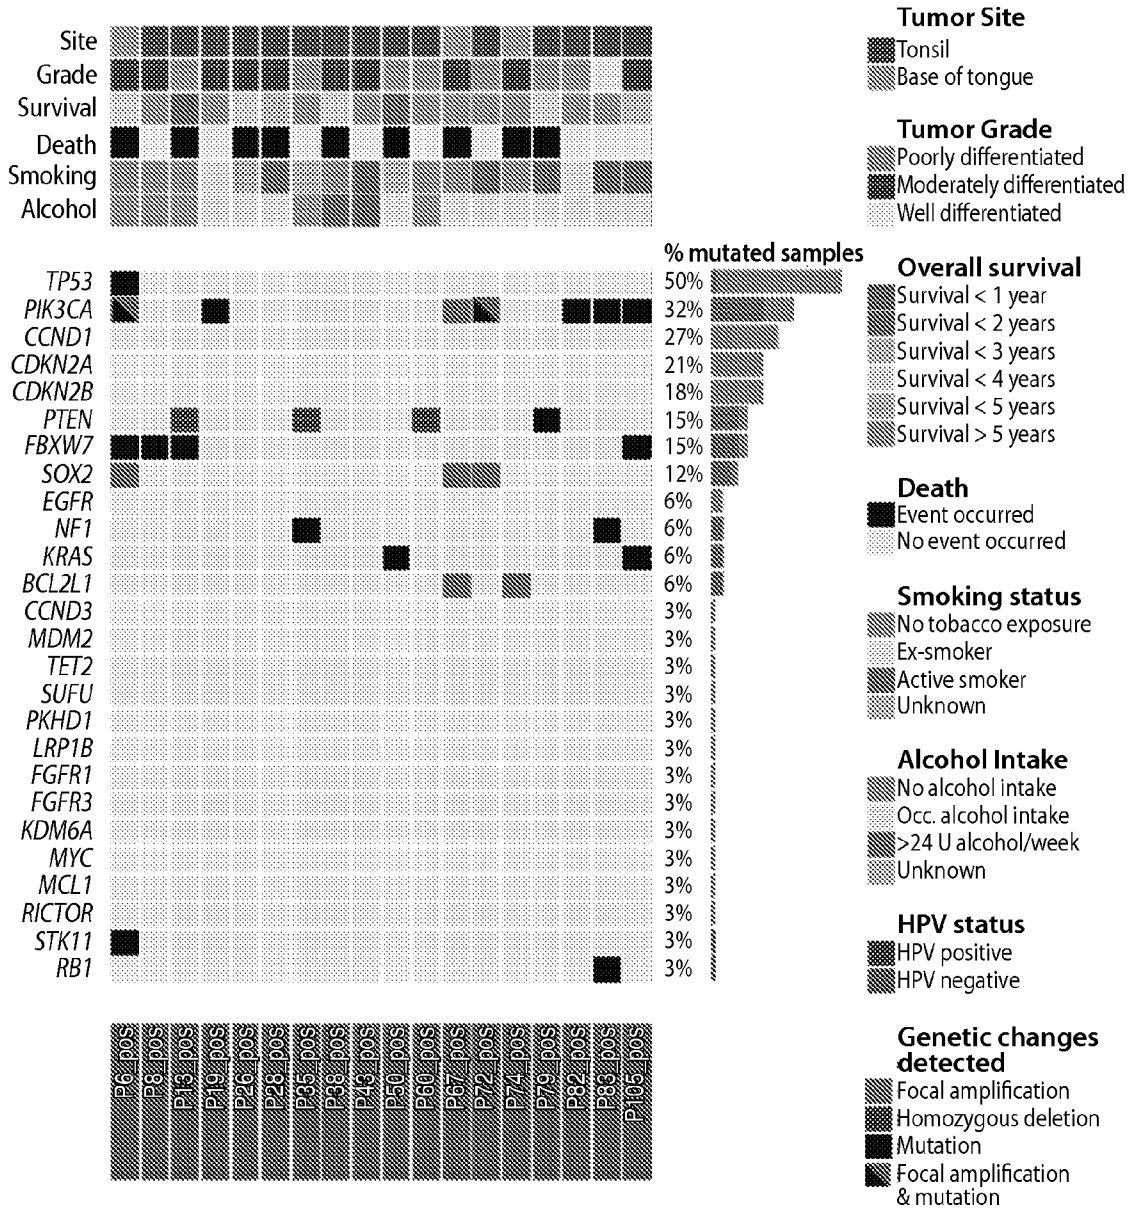 Site
Grade
Survival
Death
Smoking
Alcohol
% mutated samples
TP53 50%
PIK3CA 32%
CCND1 27%
CDKN2A 21%
CDKN2B 18%
PTEN 15%
FBXW7 15%
SOX2 12%
EGFR 6%
NF1 6%
KRAS 6%
BCL2L1 6%
CCND3 3%
MDM2 3%
TET2 3%
SUFU 3%
PKHD1 3%
LRP1B 3%
FGFR1 3%
FGFR3 3%
KDM6A 3%
MYC 3%
MCL1 3%
RICTOR 3%
STK11 3%
RB1 3%
P6_pos
P8_pos
P13_pos
P19_pos
P26_pos
P28_pos
P35_pos
P38_pos
P43_pos
P50_pos
P60_pos
P67_pos
P72_pos
P74_pos
P79_pos
P82_pos
P83_pos
P105_pos
Tumor Site
Tonsil
Base of tongue
Tumor Grade
Poorly differentiated
Moderately differentiated
Well differentiated
Overall survival
Survival < 1 year
Survival < 2 years
Survival < 3 years
Survival < 4 years
Survival < 5 years
Survival > 5 years
Death
Event occurred
No event occurred
Smoking status
No tobacco exposure
Ex-smoker
Active smoker
Unknown
Alcohol Intake
No alcohol intake
Occ. alcohol intake
>24 U alcohol/week
Unknown
HPV status
HPV positive
HPV negative
Genetic changes
detected
Focal amplification
Homozygous deletion
Mutation
Focal amplification
& mutation